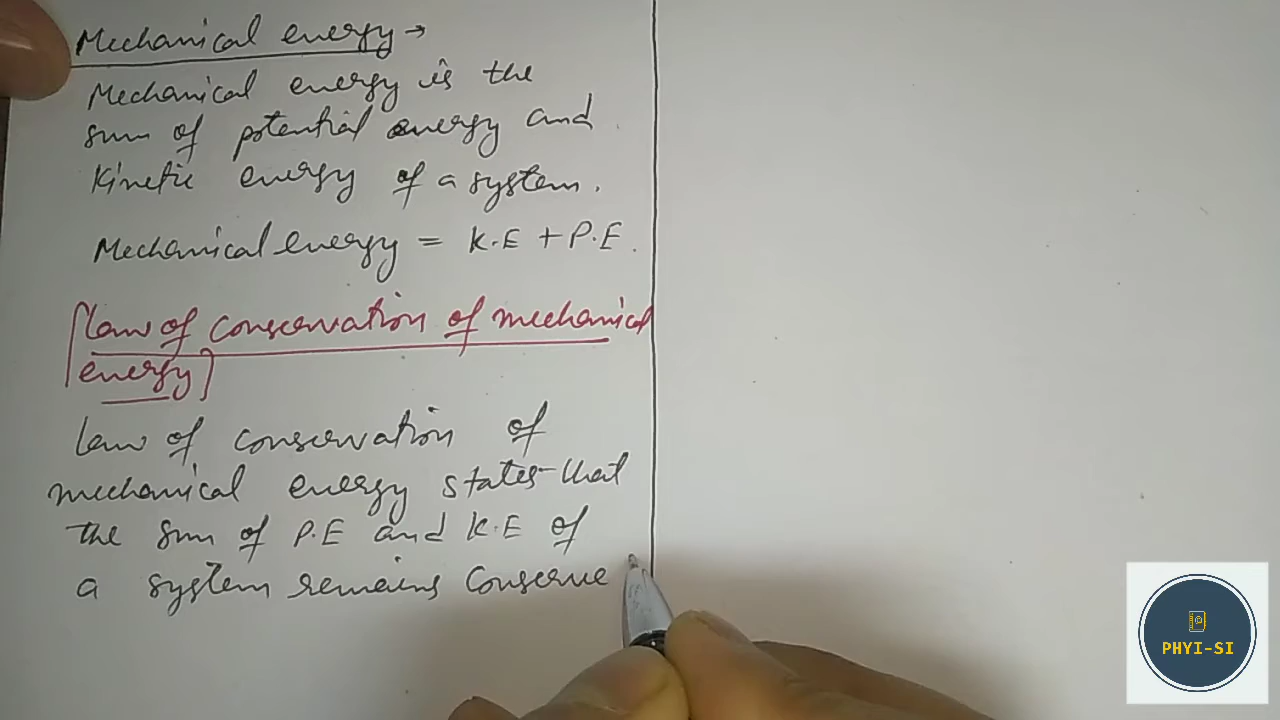 Mechanical energy →
Mechanical energy is the
sum of potential energy and
kinetic energy of a system.
Mechanical energy = K.E + P.E.
[law of conservation of mechanical
energy]
law of conservation of
mechanical energy states that
the sum of P.E and K.E of
a system remains Conserve
PHYI-SI